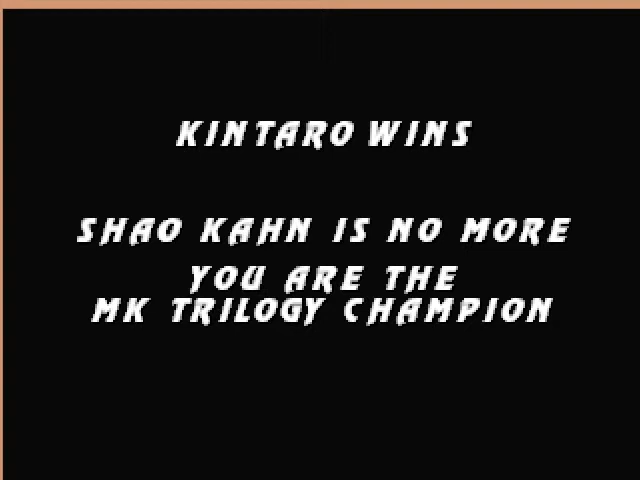 KINTARO WINS
SHAO KAHN IS NO MORE
YOU ARE THE
MK TRILOGY CHAMPION